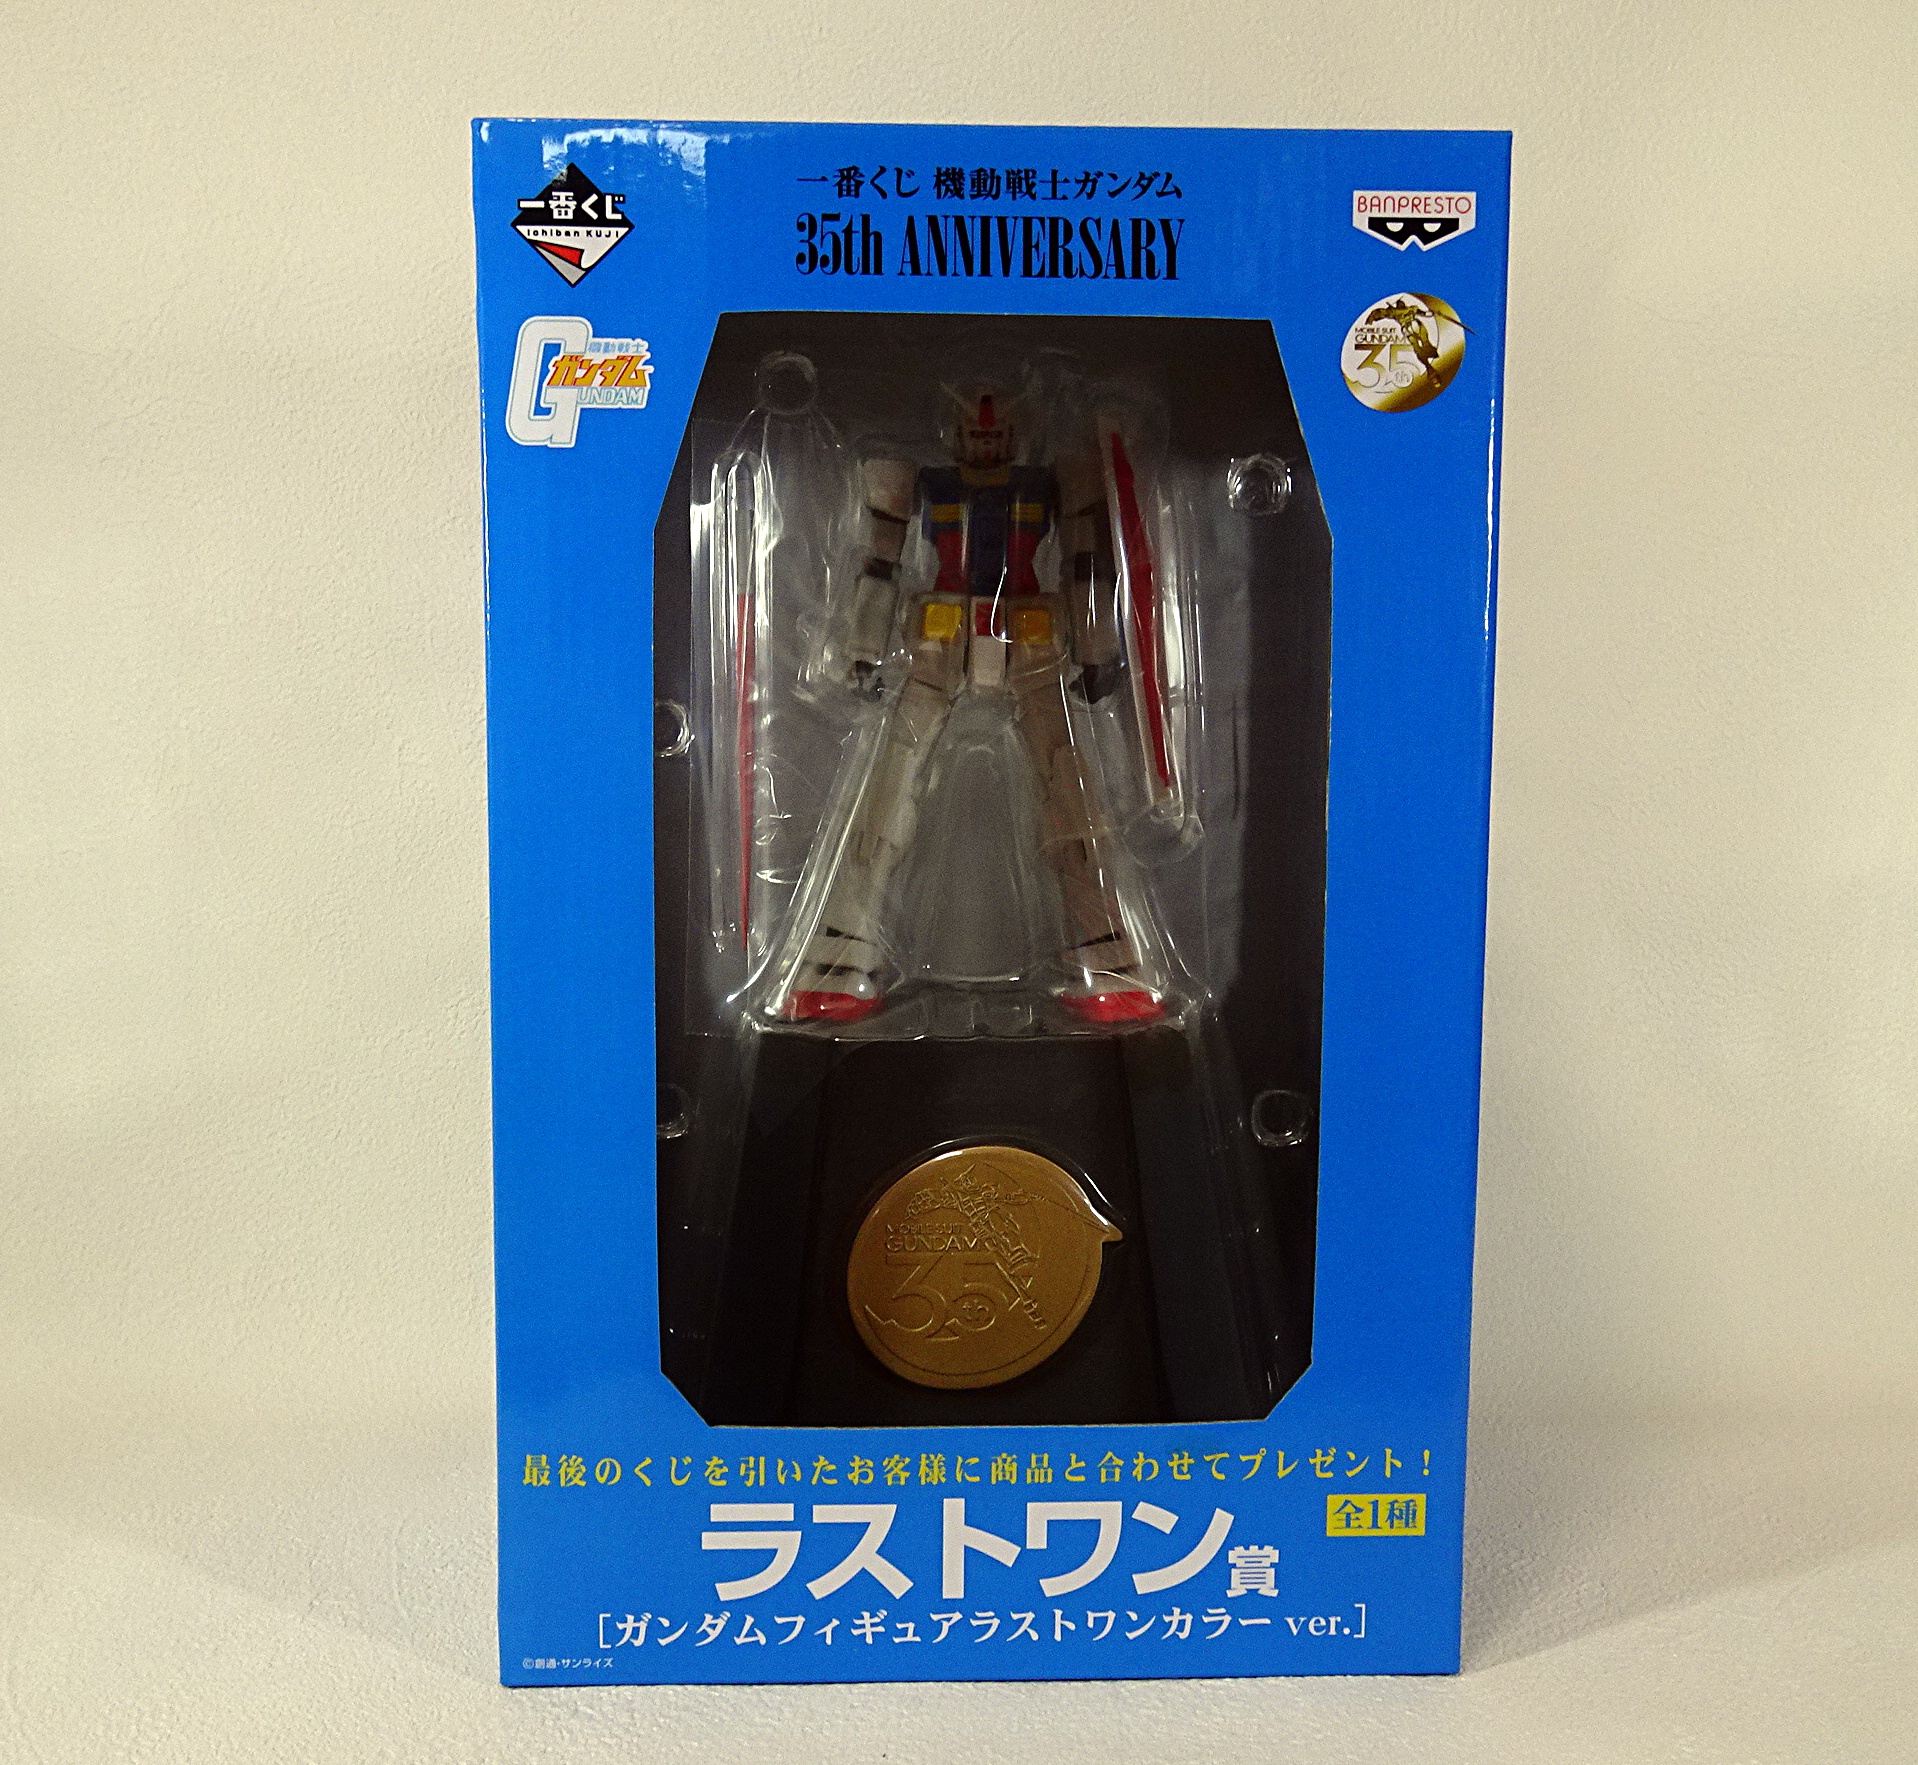 一番くじ
Ichiban KUJI
一番くじ 機動戦士ガンダム
35th ANNIVERSARY
BANPRESTO
機動戦士
ガンダム
GUNDAM
MOBILE SUIT
GUNDAM
35th
MOBILE SUIT
GUNDAM
35th
最後のくじを引いたお客様に商品と合わせてプレゼント！
ラストワン賞
全1種
[ガンダムフィギュアラストワンカラー ver.]
©創通・サンライズ